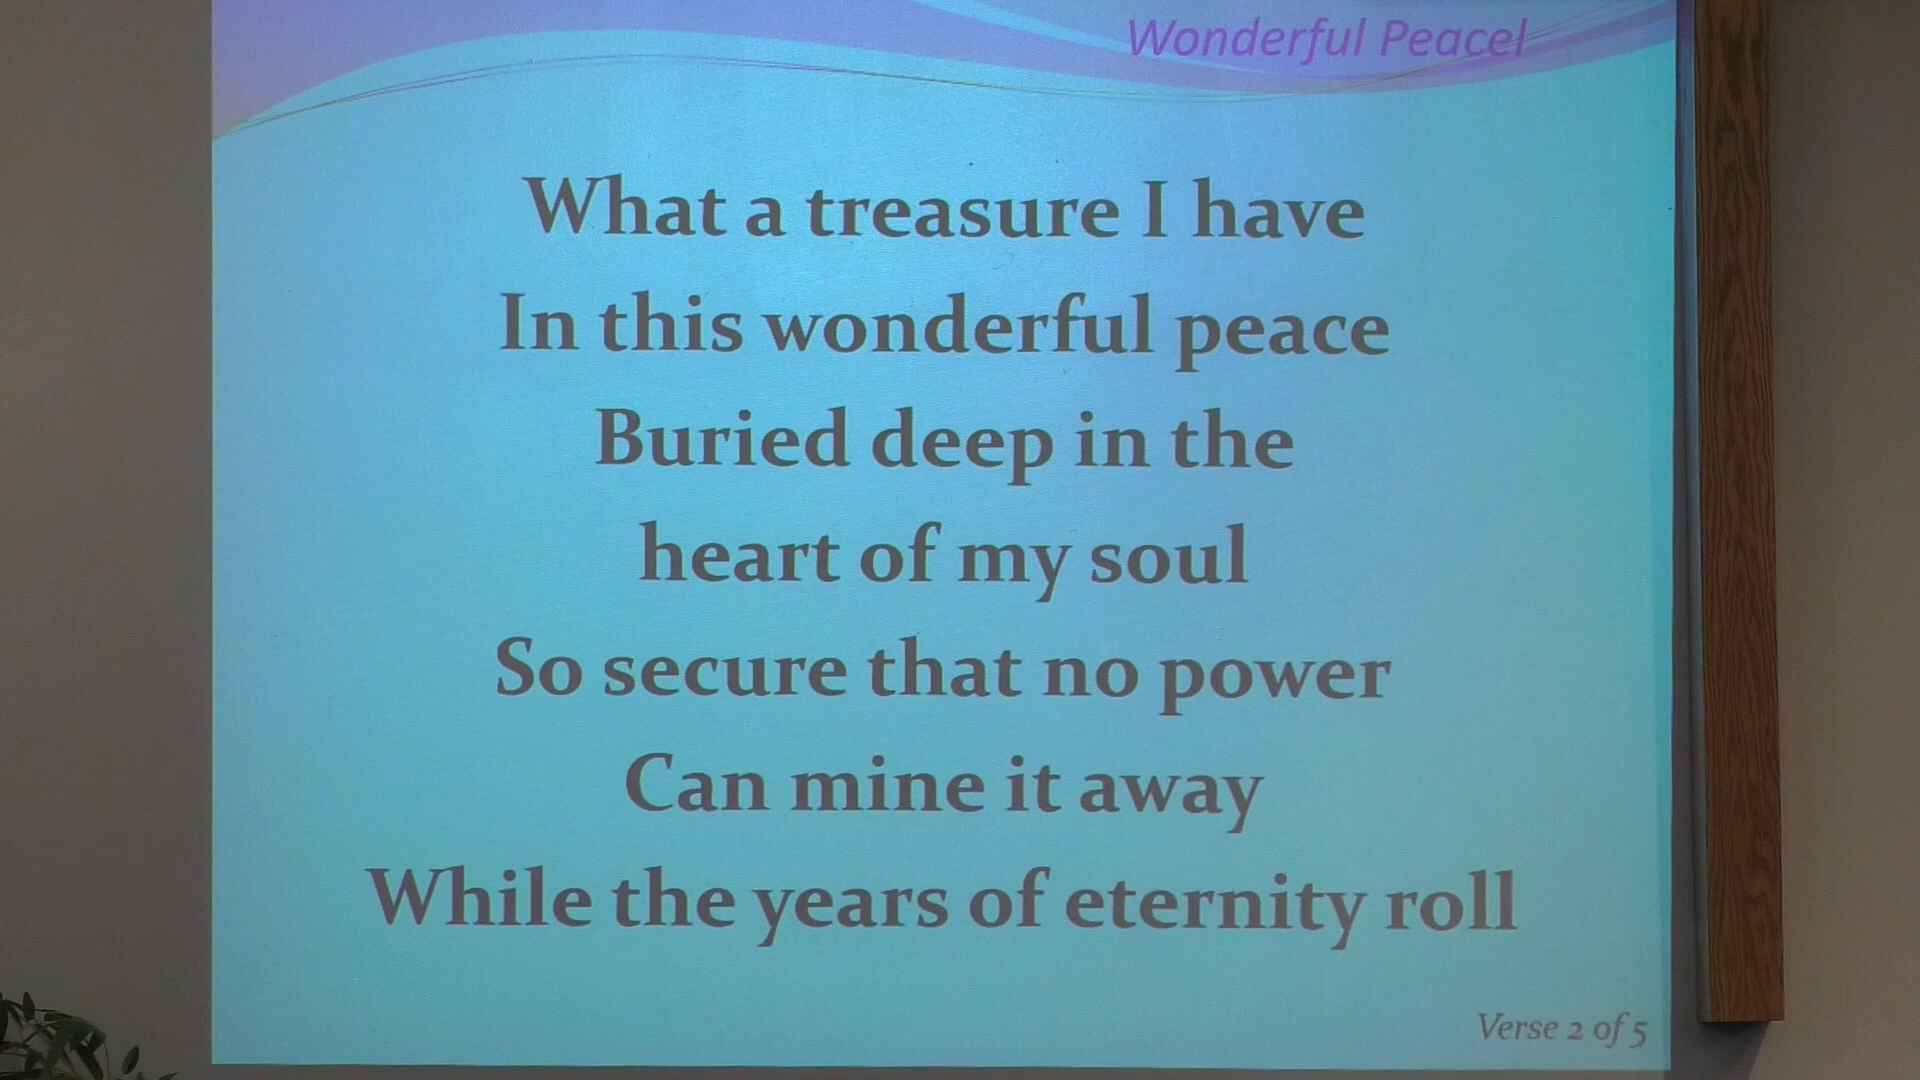 Wonderful Peace!
What a treasure I have
In this wonderful peace
Buried deep in the
heart of my soul
So secure that no power
Can mine it away
While the years of eternity roll
Verse 2 of 5